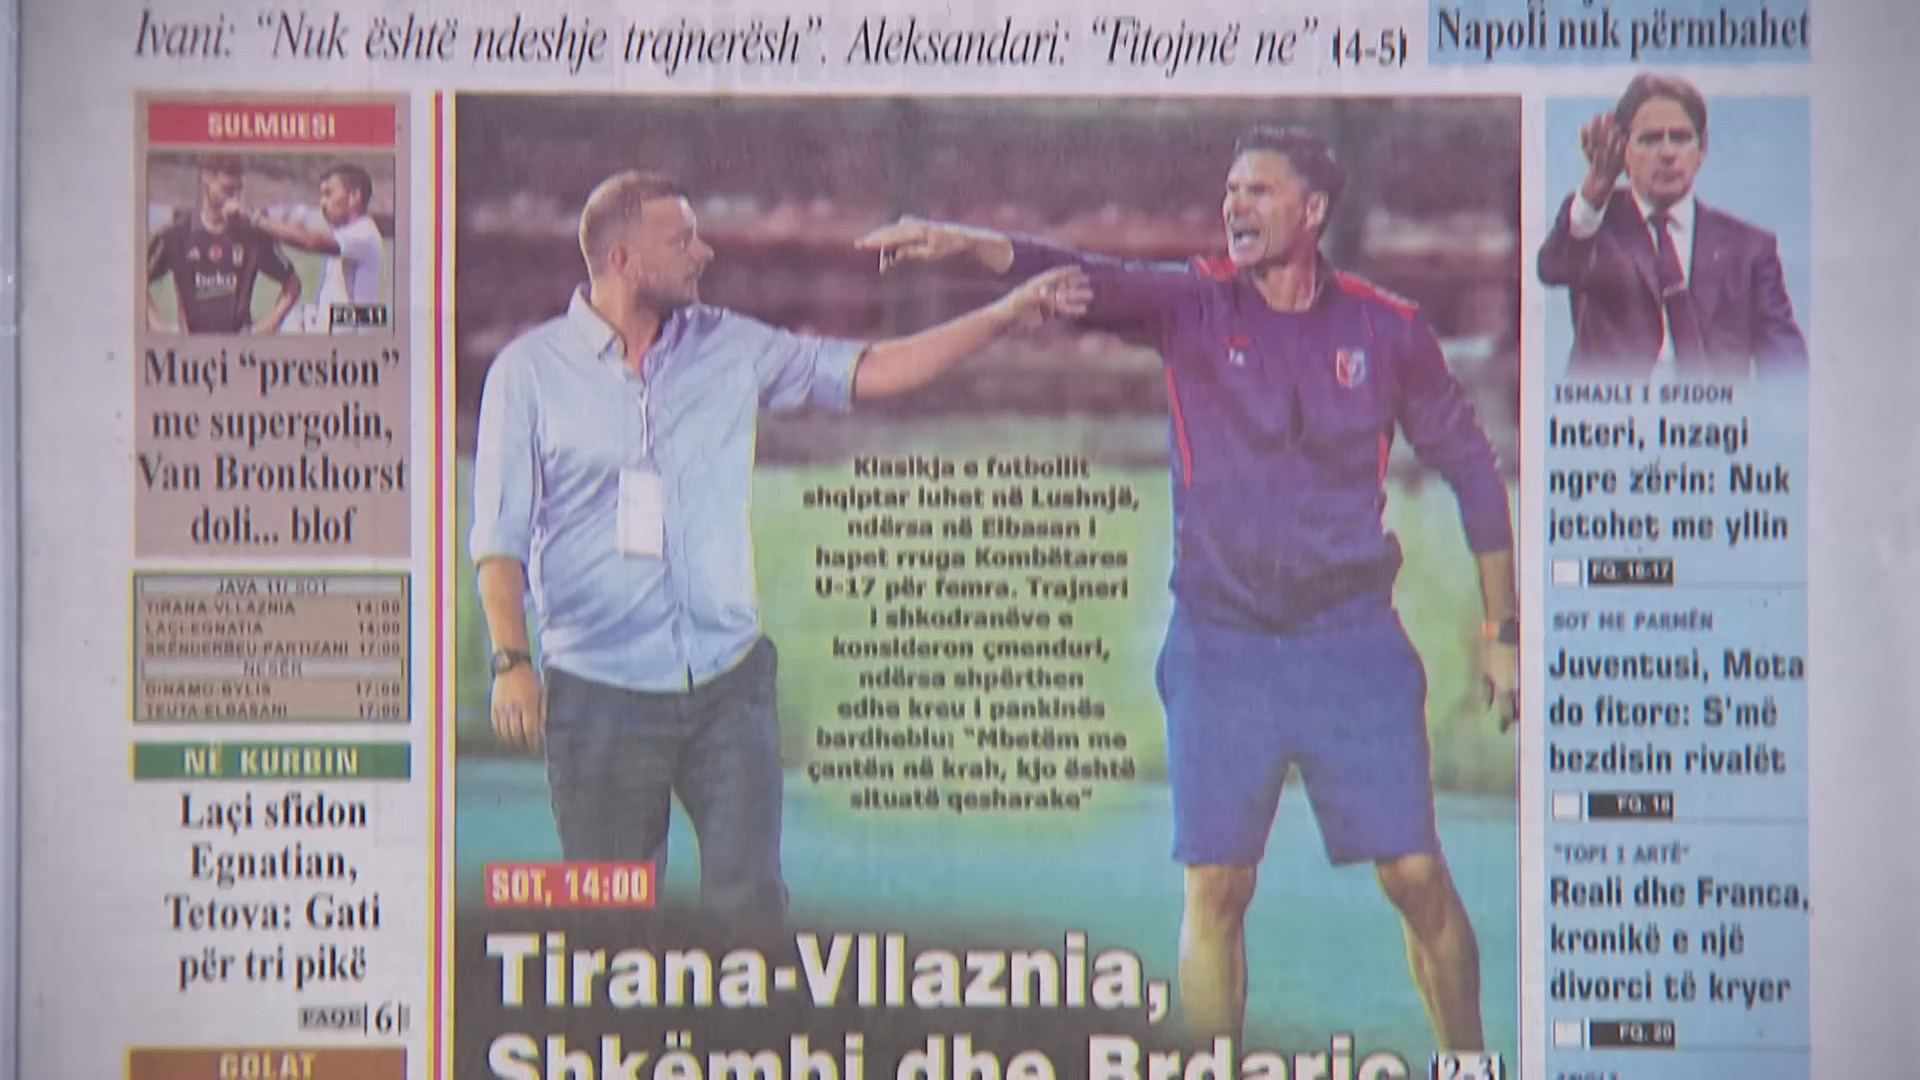 Ivani: “Nuk është ndeshje trajnerësh”. Aleksandari: “Fitojmë ne” (4-5)
Napoli nuk përmbahet
SULMUESI
beko
FQ. 11
Muçi “presion”
me supergolin,
Van Bronkhorst
doli... blof
JAVA 10/SOT
TIRANA-VLLAZNIA 14:00
LAÇI-EGNATIA 14:00
SKENDERBEU-PARTIZANI 17:00
NESËR
DINAMO-BYLIS 17:00
TEUTA-ELBASANI 17:00
NË KURBIN
Laçi sfidon
Egnatian,
Tetova: Gati
për tri pikë
FAQE 6
GOLAT
Klasikja e futbollit
shqiptar luhet në Lushnjë,
ndërsa në Elbasan i
hapet rruga Kombëtares
U-17 për femra. Trajneri
i shkodranëve e
konsideron çmenduri,
ndërsa shpërthen
edhe kreu i pankinës
bardheblu: “Mbetëm me
çantën në krah, kjo është
situatë qesharake”
SOT, 14:00
Tirana-Vllaznia,
Shkëmbi dhe Brdaric 2-3
ISMAJLI I SFIDON
Interi, Inzagi
ngre zërin: Nuk
jetohet me yllin
FQ. 16-17
SOT ME PARMËN
Juventusi, Mota
do fitore: S'më
bezdisin rivalët
FQ. 18
"TOPI I ARTË"
Reali dhe Franca,
kronikë e një
divorci të kryer
FQ. 20